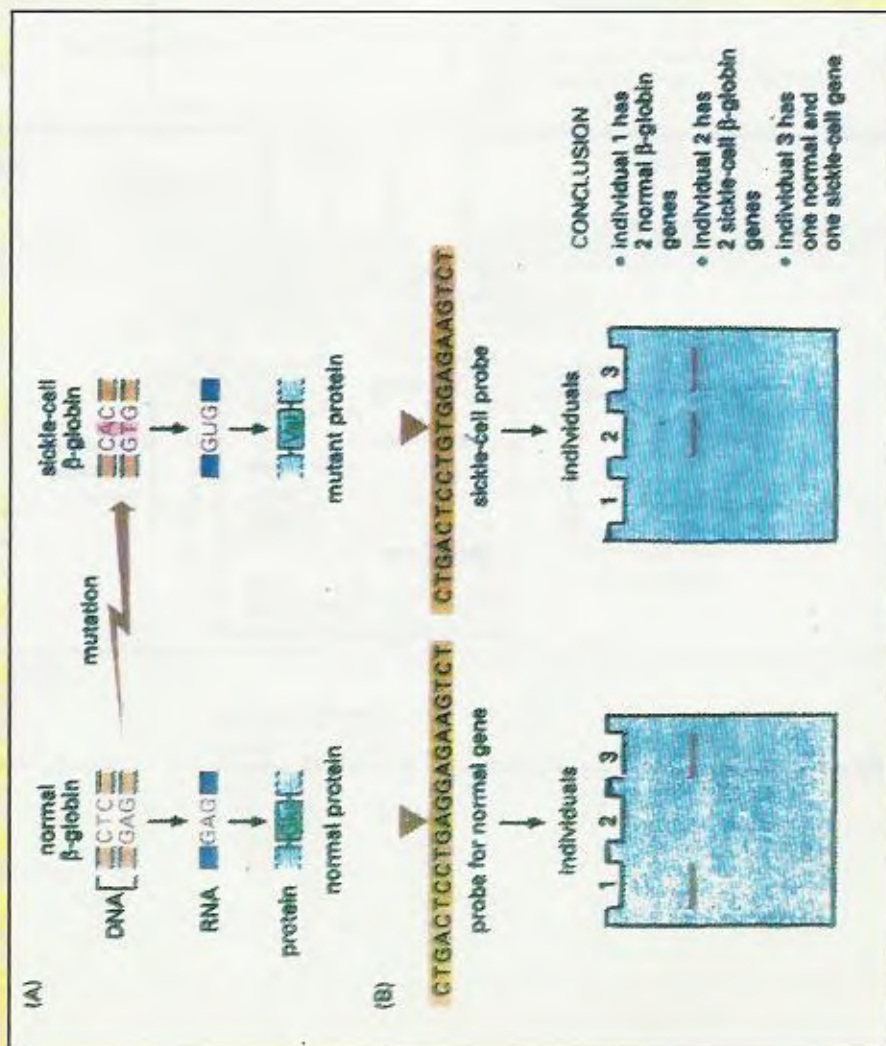 (A)
normal
β-globin
mutation
sickle-cell
β-globin
DNA
CTC
GAG
CAC
GTG
RNA
GAG
GUG
protein
Val
normal protein
mutant protein
(B)
CTGACTCCTGAGGAGAAGTCT
probe for normal gene
CTGACTCCTGTGGAGAAGTCT
sickle-cell probe
individuals
1 2 3
individuals
1 2 3
CONCLUSION
• individual 1 has
2 normal β-globin
genes
• individual 2 has
2 sickle-cell β-globin
genes
• individual 3 has
one normal and
one sickle-cell gene